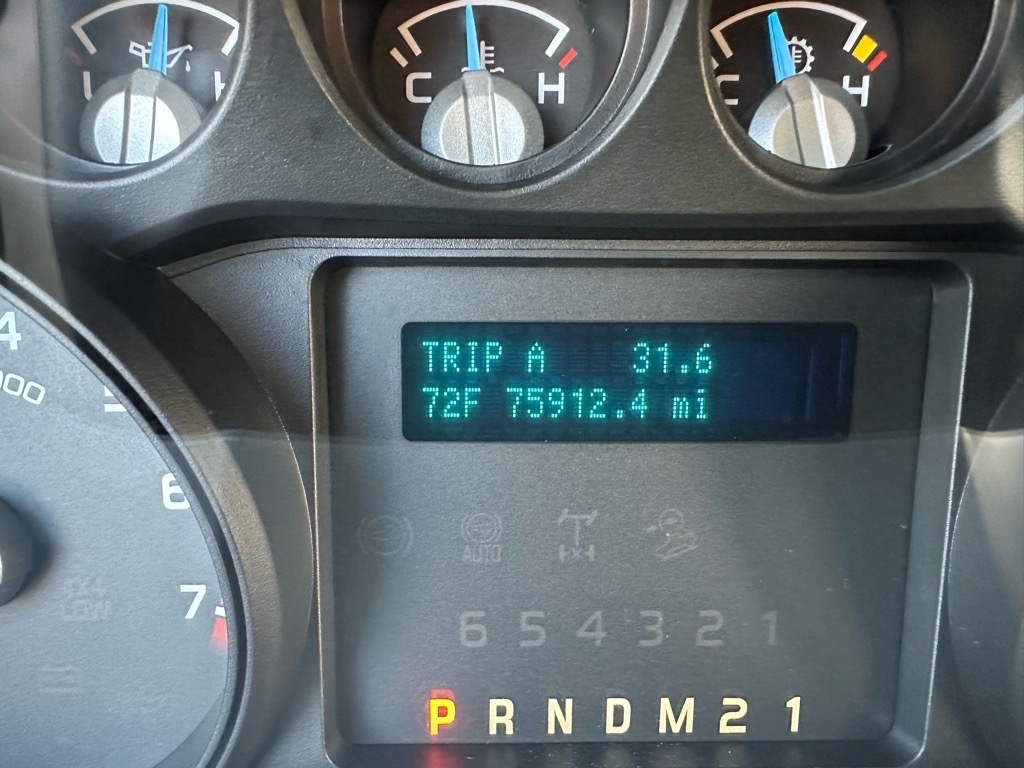 L H
C H
C H
TRIP A 31.6
72F 75912.4 mi
4
5
6
7
AUTO
4x4
4x4
LOW
6 5 4 3 2 1
P R N D M 2 1